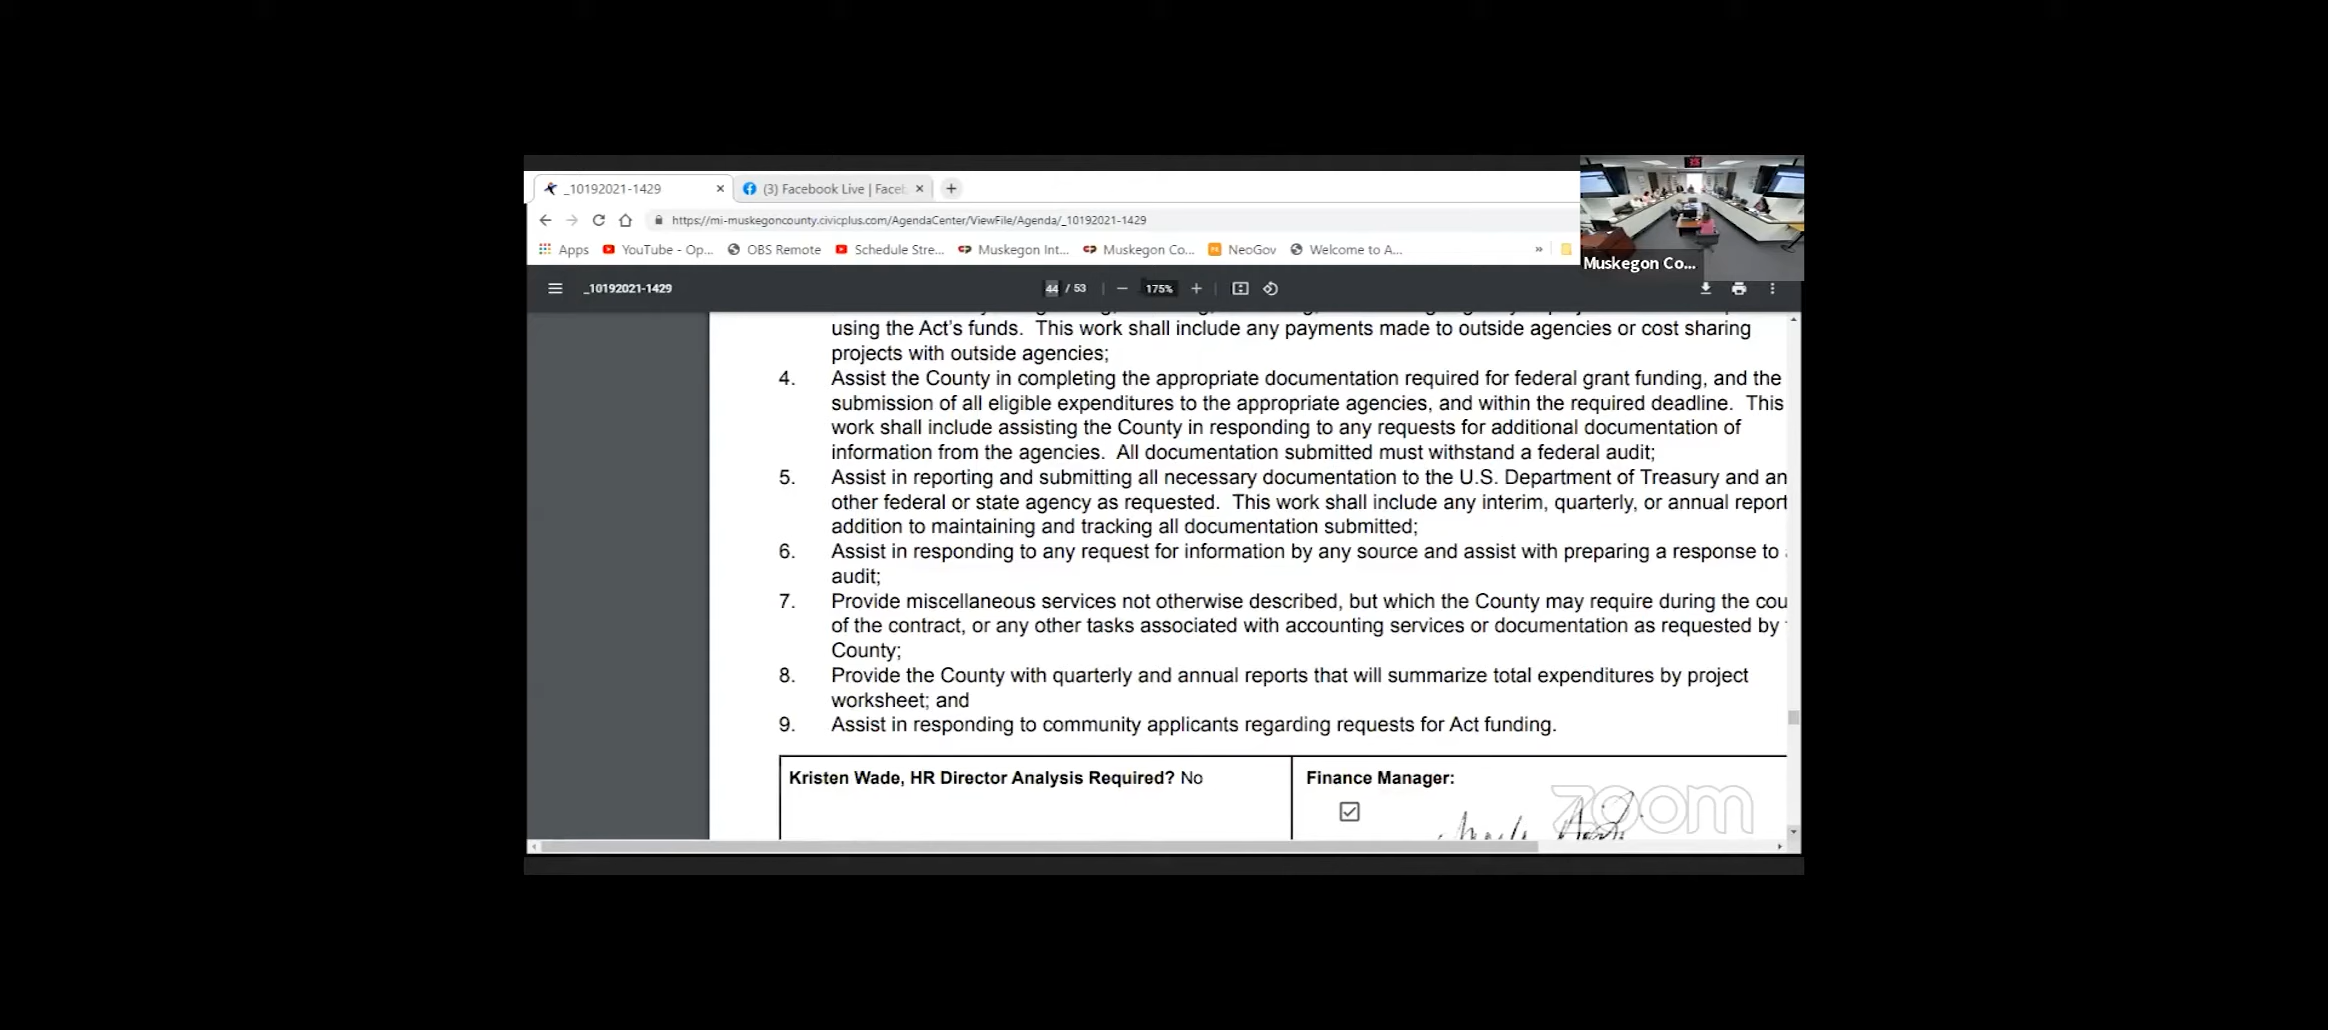 _10192021-1429
(3) Facebook Live | Faceb
https://mi-muskegoncounty.civicplus.com/AgendaCenter/ViewFile/Agenda/_10192021-1429
Apps YouTube - Op... OBS Remote Schedule Stre... Muskegon Int... Muskegon Co... NeoGov Welcome to A... »
Muskegon Co...
_10192021-1429 44 / 53 175%
using the Act's funds. This work shall include any payments made to outside agencies or cost sharing
projects with outside agencies;
4. Assist the County in completing the appropriate documentation required for federal grant funding, and the
submission of all eligible expenditures to the appropriate agencies, and within the required deadline. This
work shall include assisting the County in responding to any requests for additional documentation of
information from the agencies. All documentation submitted must withstand a federal audit;
5. Assist in reporting and submitting all necessary documentation to the U.S. Department of Treasury and an
other federal or state agency as requested. This work shall include any interim, quarterly, or annual report
addition to maintaining and tracking all documentation submitted;
6. Assist in responding to any request for information by any source and assist with preparing a response to
audit;
7. Provide miscellaneous services not otherwise described, but which the County may require during the cou
of the contract, or any other tasks associated with accounting services or documentation as requested by
County;
8. Provide the County with quarterly and annual reports that will summarize total expenditures by project
worksheet; and
9. Assist in responding to community applicants regarding requests for Act funding.
Kristen Wade, HR Director Analysis Required? No
Finance Manager:
zoom